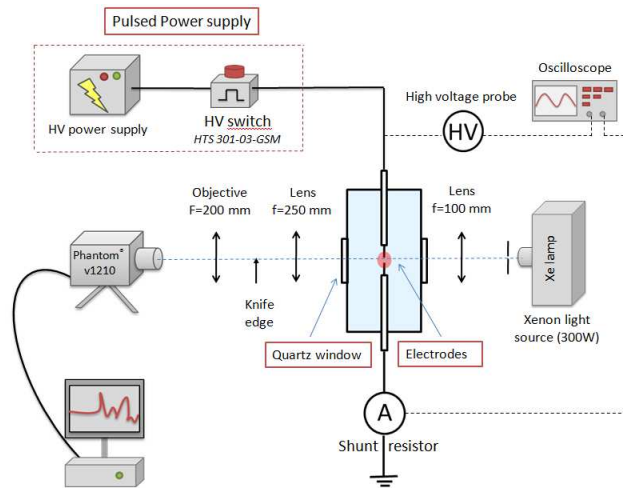 Pulsed Power supply
Oscilloscope
High voltage probe
HV
HV power supply
HV switch
HTS 301-03-GSM
Objective
F=200 mm
Lens
f=250 mm
Lens
f=100 mm
Phantom®
v1210
Xe lamp
Knife
edge
Xenon light
source (300W)
Quartz window
Electrodes
A
Shunt resistor